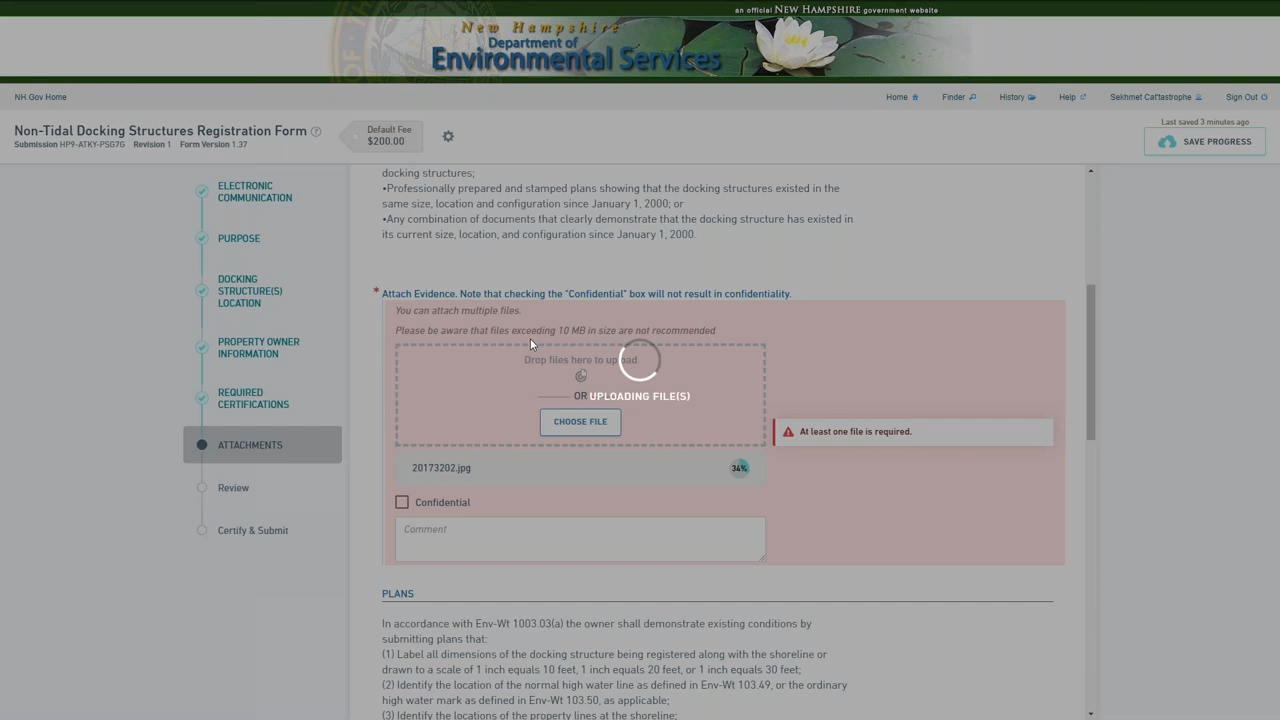 an official NEW HAMPSHIRE government website
New Hampshire
Department of
Environmental Services
NH.Gov Home
Home
Finder
History
Help
Sekhmet Cat'tastrophe
Sign Out
Non-Tidal Docking Structures Registration Form ?
Submission HP9-ATKY-PSG7G Revision 1 Form Version 1.37
Default Fee
$200.00
Last saved 3 minutes ago
SAVE PROGRESS
ELECTRONIC
COMMUNICATION
PURPOSE
DOCKING
STRUCTURE(S)
LOCATION
PROPERTY OWNER
INFORMATION
REQUIRED
CERTIFICATIONS
ATTACHMENTS
Review
Certify & Submit
docking structures;
•Professionally prepared and stamped plans showing that the docking structures existed in the
same size, location and configuration since January 1, 2000; or
•Any combination of documents that clearly demonstrate that the docking structure has existed in
its current size, location, and configuration since January 1, 2000.
* Attach Evidence. Note that checking the "Confidential" box will not result in confidentiality.
You can attach multiple files.
Please be aware that files exceeding 10 MB in size are not recommended
Drop files here to upload
OR
UPLOADING FILE(S)
CHOOSE FILE
At least one file is required.
20173202.jpg
34%
Confidential
Comment
PLANS
In accordance with Env-Wt 1003.03(a) the owner shall demonstrate existing conditions by
submitting plans that:
(1) Label all dimensions of the docking structure being registered along with the shoreline or
drawn to a scale of 1 inch equals 10 feet, 1 inch equals 20 feet, or 1 inch equals 30 feet;
(2) Identify the location of the normal high water line as defined in Env-Wt 103.49, or the ordinary
high water mark as defined in Env-Wt 103.50, as applicable;
(3) Identify the locations of the property lines at the shoreline;